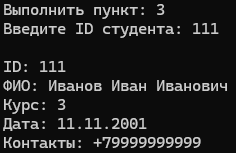 Выполнить пункт: 3
Введите ID студента: 111

ID: 111
ФИО: Иванов Иван Иванович
Курс: 3
Дата: 11.11.2001
Контакты: +79999999999